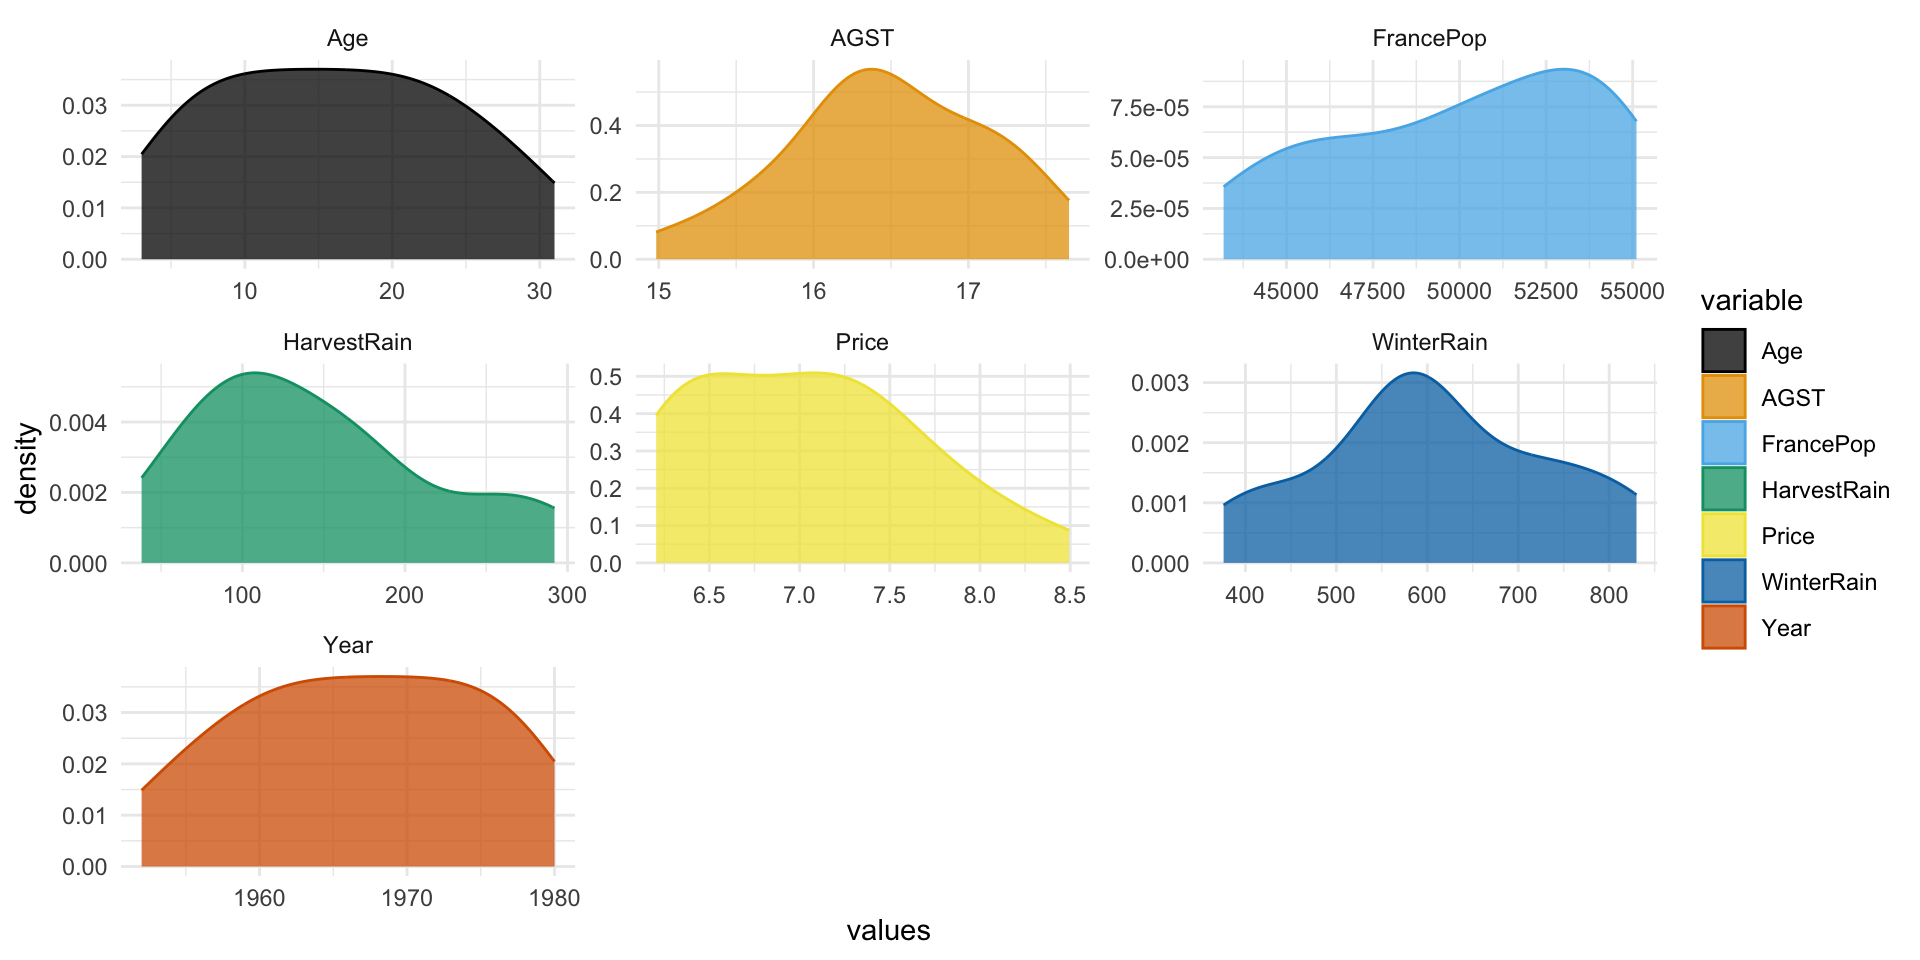 Age
AGST
FrancePop
0.03
0.02
0.01
0.00
10 20 30
0.4
0.2
0.0
15 16 17
7.5e-05
5.0e-05
2.5e-05
0.0e+00
45000 47500 50000 52500 55000
HarvestRain
Price
WinterRain
0.004
0.002
0.000
100 200 300
0.5
0.4
0.3
0.2
0.1
0.0
6.5 7.0 7.5 8.0 8.5
0.003
0.002
0.001
0.000
400 500 600 700 800
Year
0.03
0.02
0.01
0.00
1960 1970 1980
density
values
variable
Age
AGST
FrancePop
HarvestRain
Price
WinterRain
Year